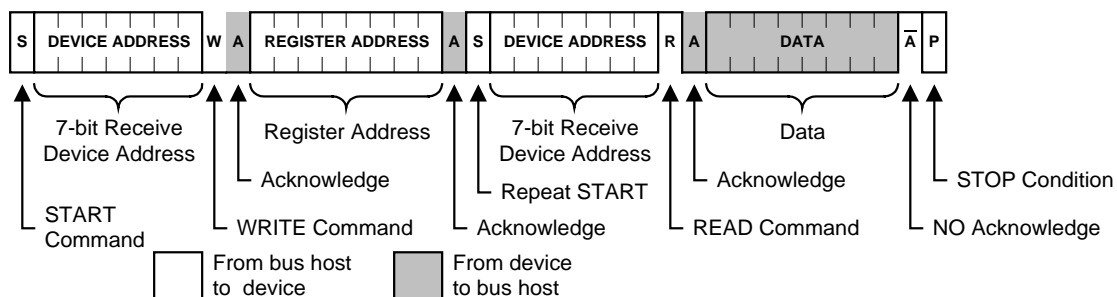 S DEVICE ADDRESS W A REGISTER ADDRESS A S DEVICE ADDRESS R A DATA A̅ P
7-bit Receive
Device Address
Register Address
7-bit Receive
Device Address
Data
Acknowledge
Repeat START
Acknowledge
STOP Condition
START
Command
WRITE Command
Acknowledge
READ Command
NO Acknowledge
From bus host
to device
From device
to bus host